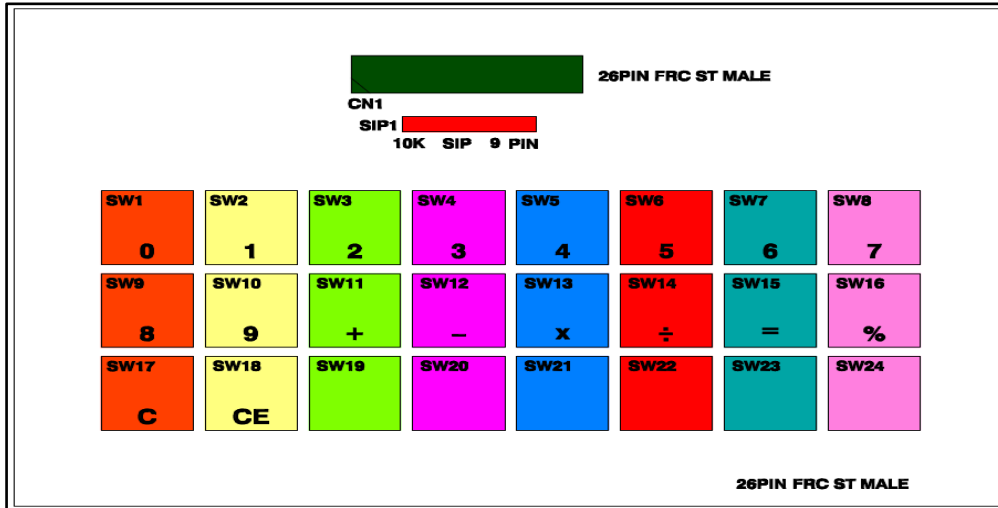 26PIN FRC ST MALE
CN1
SIP1
10K SIP 9 PIN
SW1 SW2 SW3 SW4 SW5 SW6 SW7 SW8
0 1 2 3 4 5 6 7
SW9 SW10 SW11 SW12 SW13 SW14 SW15 SW16
8 9 + − x ÷ = %
SW17 SW18 SW19 SW20 SW21 SW22 SW23 SW24
C CE
26PIN FRC ST MALE